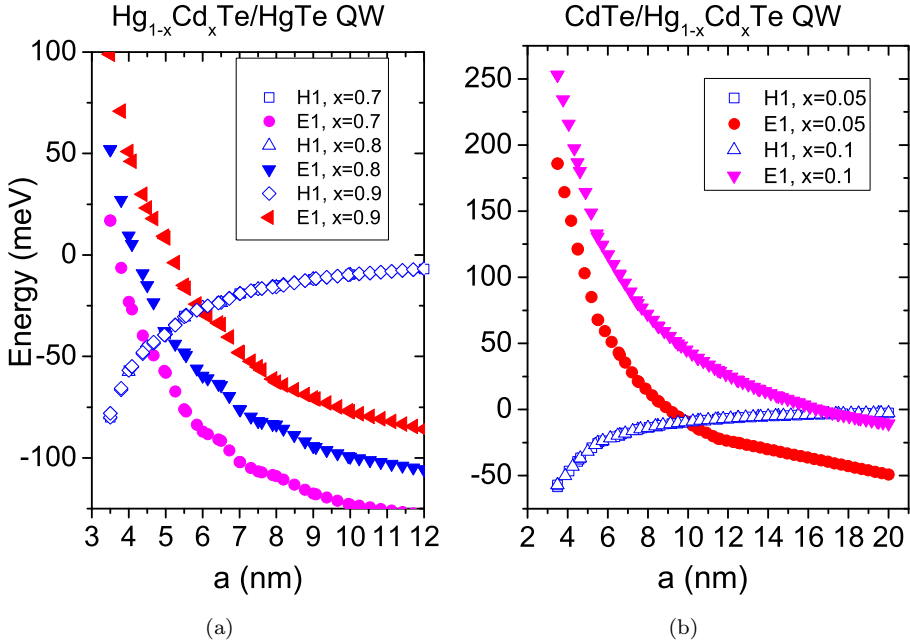 Hg₁₋ₓCdₓTe/HgTe QW
100
50
0
-50
-100
Energy (meV)
H1, x=0.7
E1, x=0.7
H1, x=0.8
E1, x=0.8
H1, x=0.9
E1, x=0.9
3 4 5 6 7 8 9 10 11 12
a (nm)
(a)
CdTe/Hg₁₋ₓCdₓTe QW
250
200
150
100
50
0
-50
H1, x=0.05
E1, x=0.05
H1, x=0.1
E1, x=0.1
2 4 6 8 10 12 14 16 18 20
a (nm)
(b)